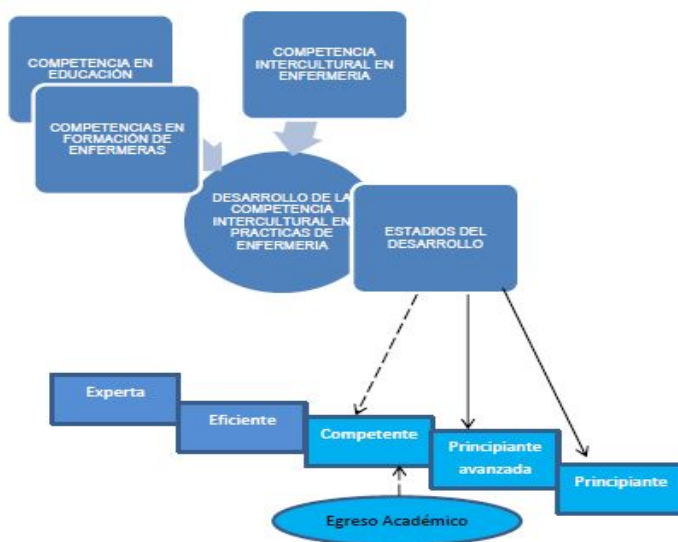 COMPETENCIA EN
EDUCACIÓN
COMPETENCIA
INTERCULTURAL EN
ENFERMERIA
COMPETENCIAS EN
FORMACIÓN DE
ENFERMERAS
DESARROLLO DE LA
COMPETENCIA
INTERCULTURAL EN
PRACTICAS DE
ENFERMERIA
ESTADIOS DEL
DESARROLLO
Experta
Eficiente
Competente
Principiante
avanzada
Principiante
Egreso Académico